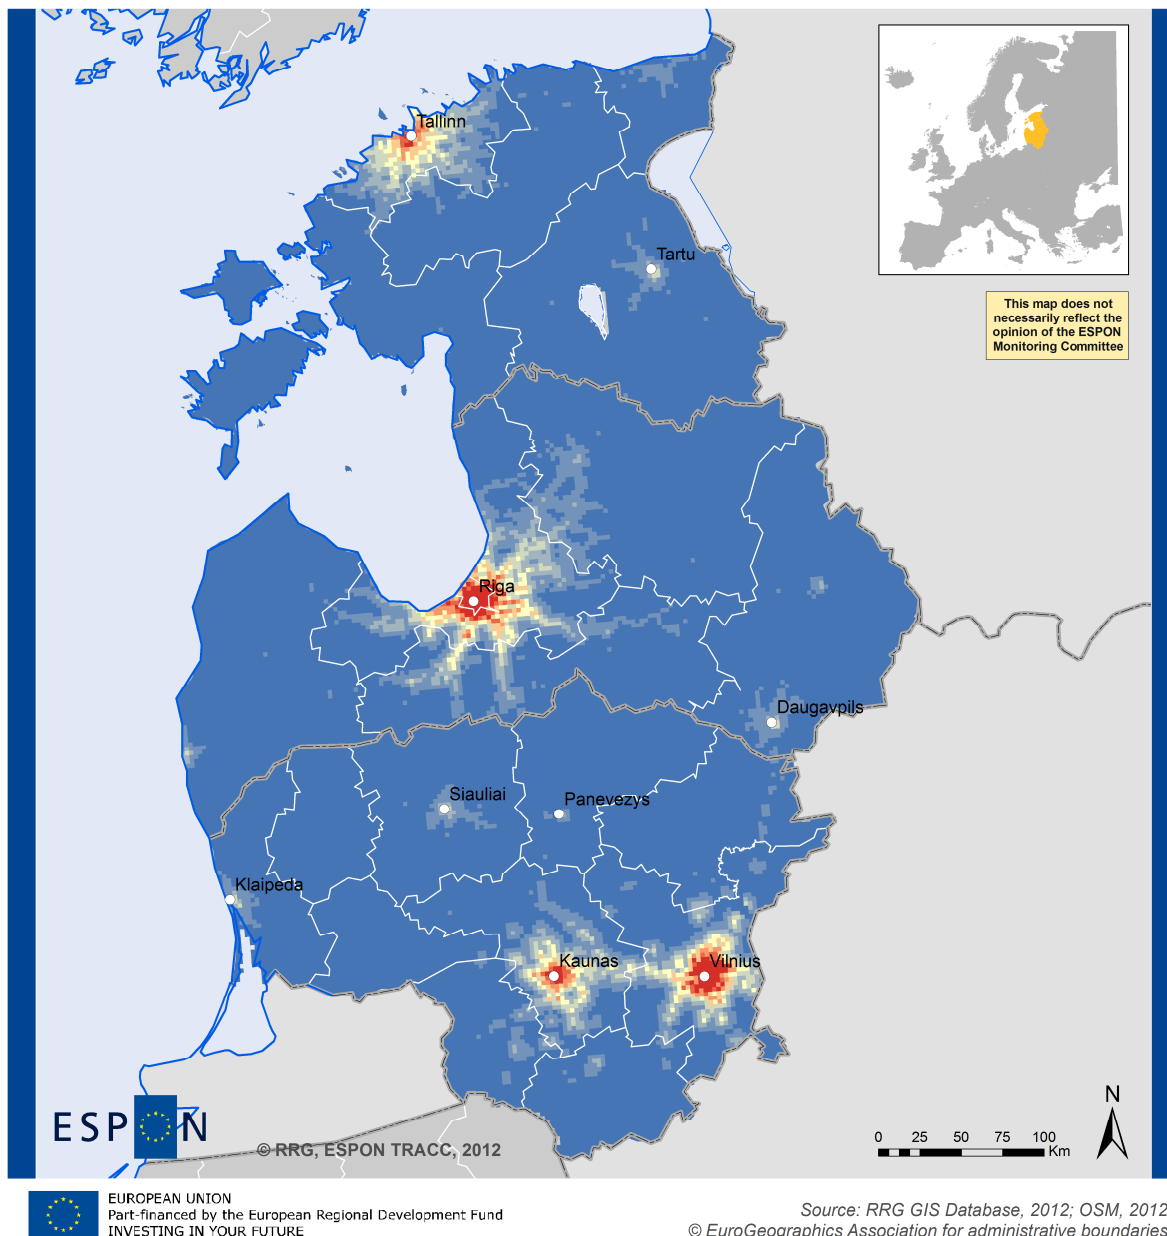 Tallinn
Tartu
This map does not
necessarily reflect the
opinion of the ESPON
Monitoring Committee
Riga
Daugavpils
Siauliai
Panevezys
Klaipeda
Kaunas
Vilnius
ESPON
© RRG, ESPON TRACC, 2012
N
0 25 50 75 100
Km
EUROPEAN UNION
Part-financed by the European Regional Development Fund
INVESTING IN YOUR FUTURE
Source: RRG GIS Database, 2012; OSM, 2012
© EuroGeographics Association for administrative boundaries